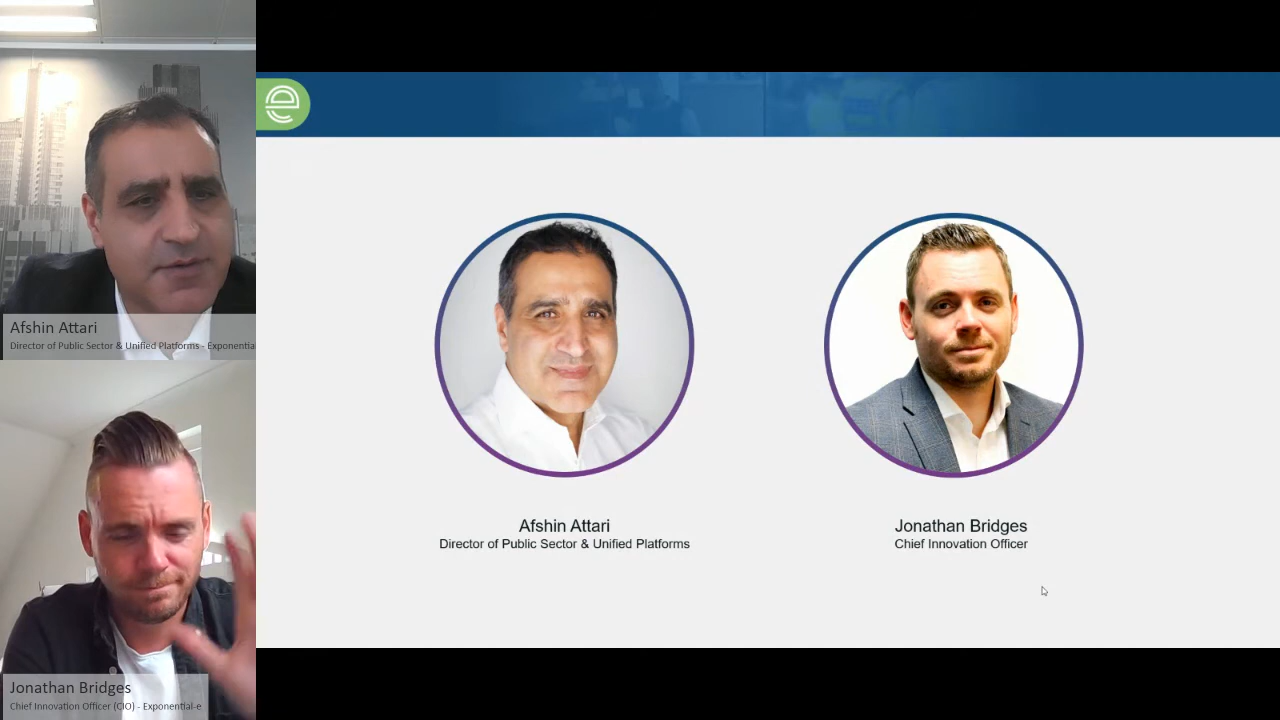 Afshin Attari
Director of Public Sector & Unified Platforms - Exponentia
Jonathan Bridges
Chief Innovation Officer (CIO) - Exponential-e
Afshin Attari
Director of Public Sector & Unified Platforms
Jonathan Bridges
Chief Innovation Officer